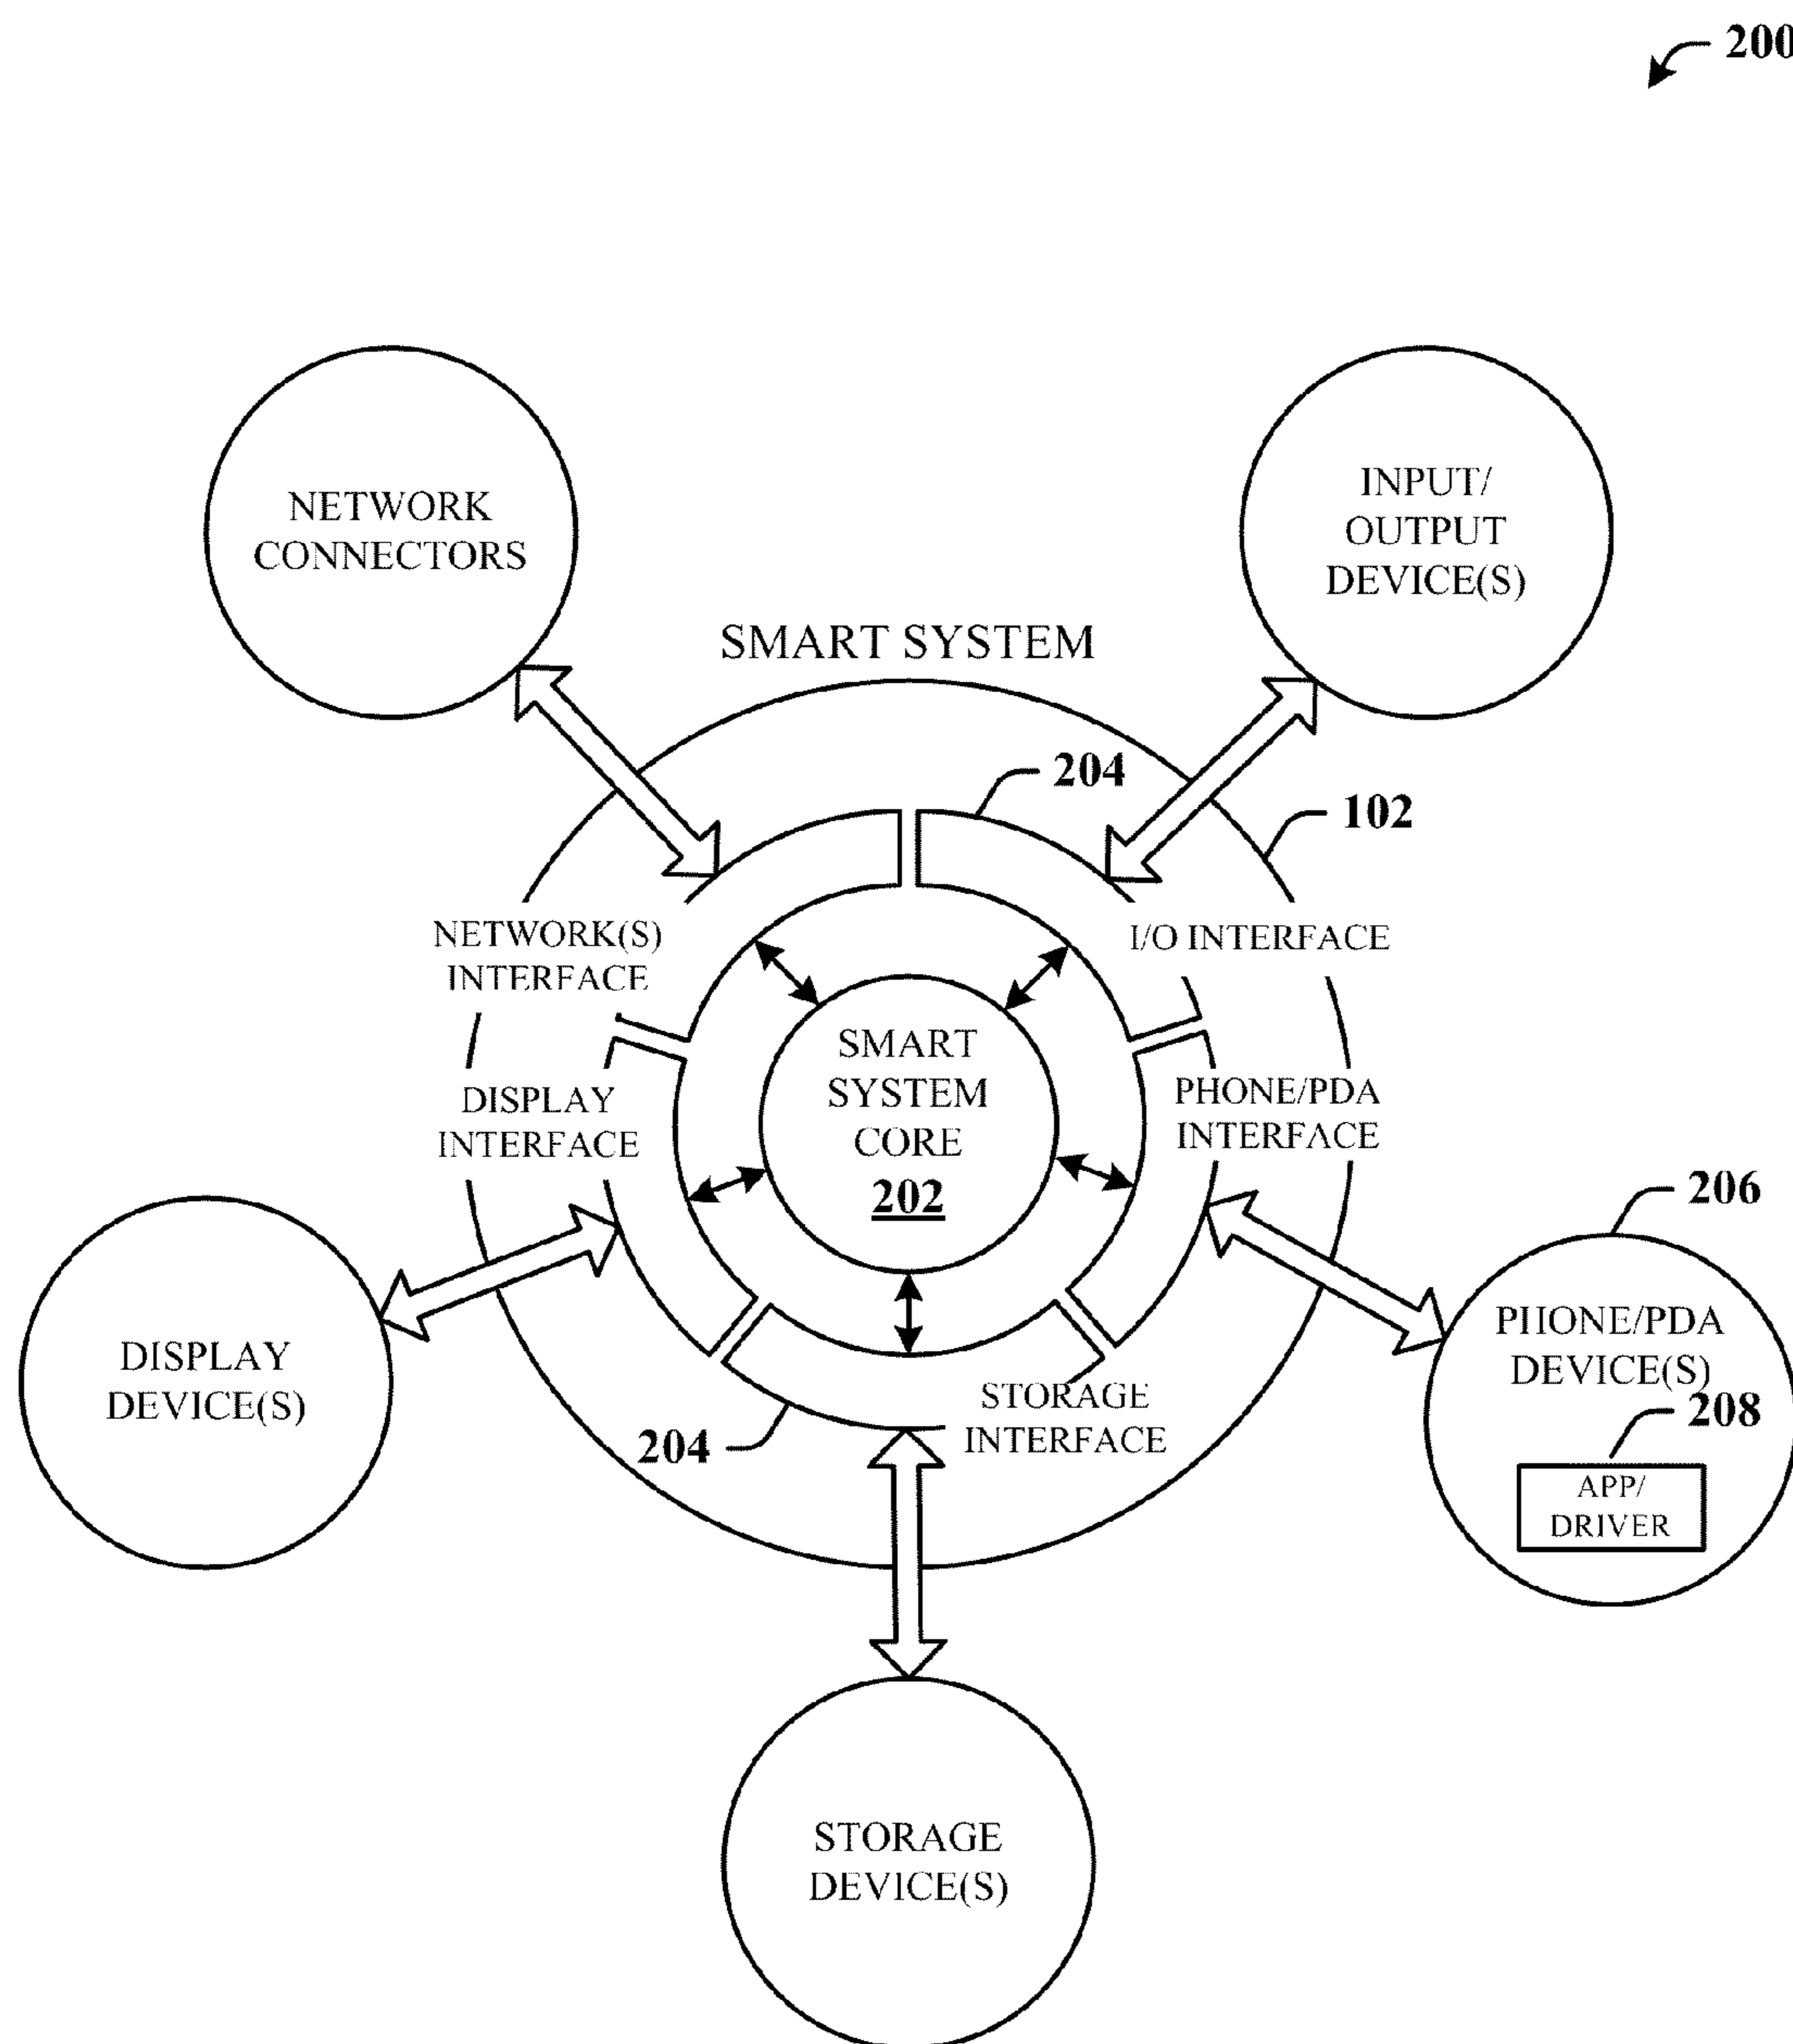 200
NETWORK
CONNECTORS
INPUT/
OUTPUT
DEVICE(S)
SMART SYSTEM
204
102
NETWORK(S)
INTERFACE
I/O INTERFACE
SMART
SYSTEM
CORE
202
DISPLAY
INTERFACE
PHONE/PDA
INTERFACE
206
PHONE/PDA
DEVICE(S)
208
APP/
DRIVER
DISPLAY
DEVICE(S)
STORAGE
INTERFACE
204
STORAGE
DEVICE(S)